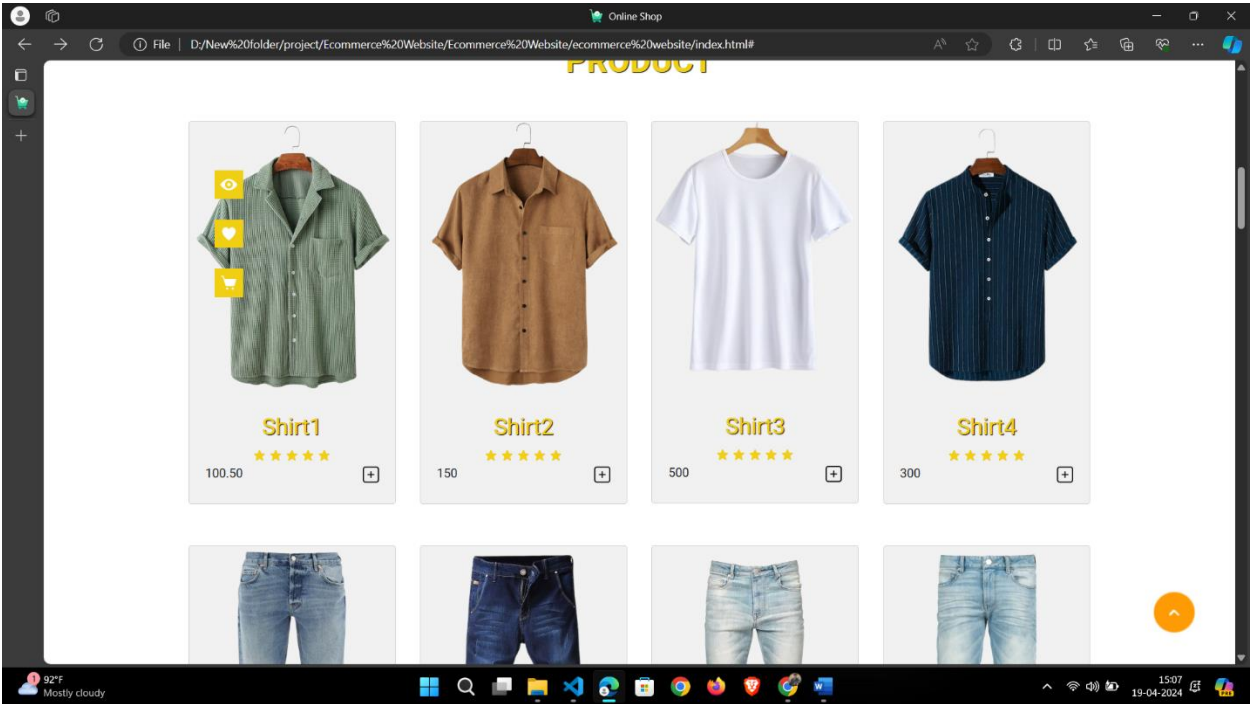 Online Shop
File D:/New%20folder/project/Ecommerce%20Website/Ecommerce%20Website/ecommerce%20website/index.html#
PRODUCT
Shirt1 Shirt2 Shirt3 Shirt4
100.50 150 500 300
1
92°F
Mostly cloudy
15:07
19-04-2024